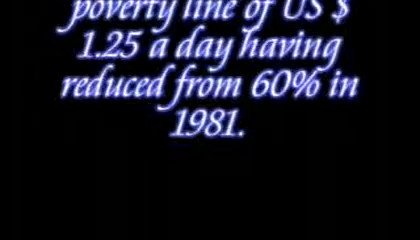 poverty line of US $
1.25 a day having
reduced from 60% in
1981.